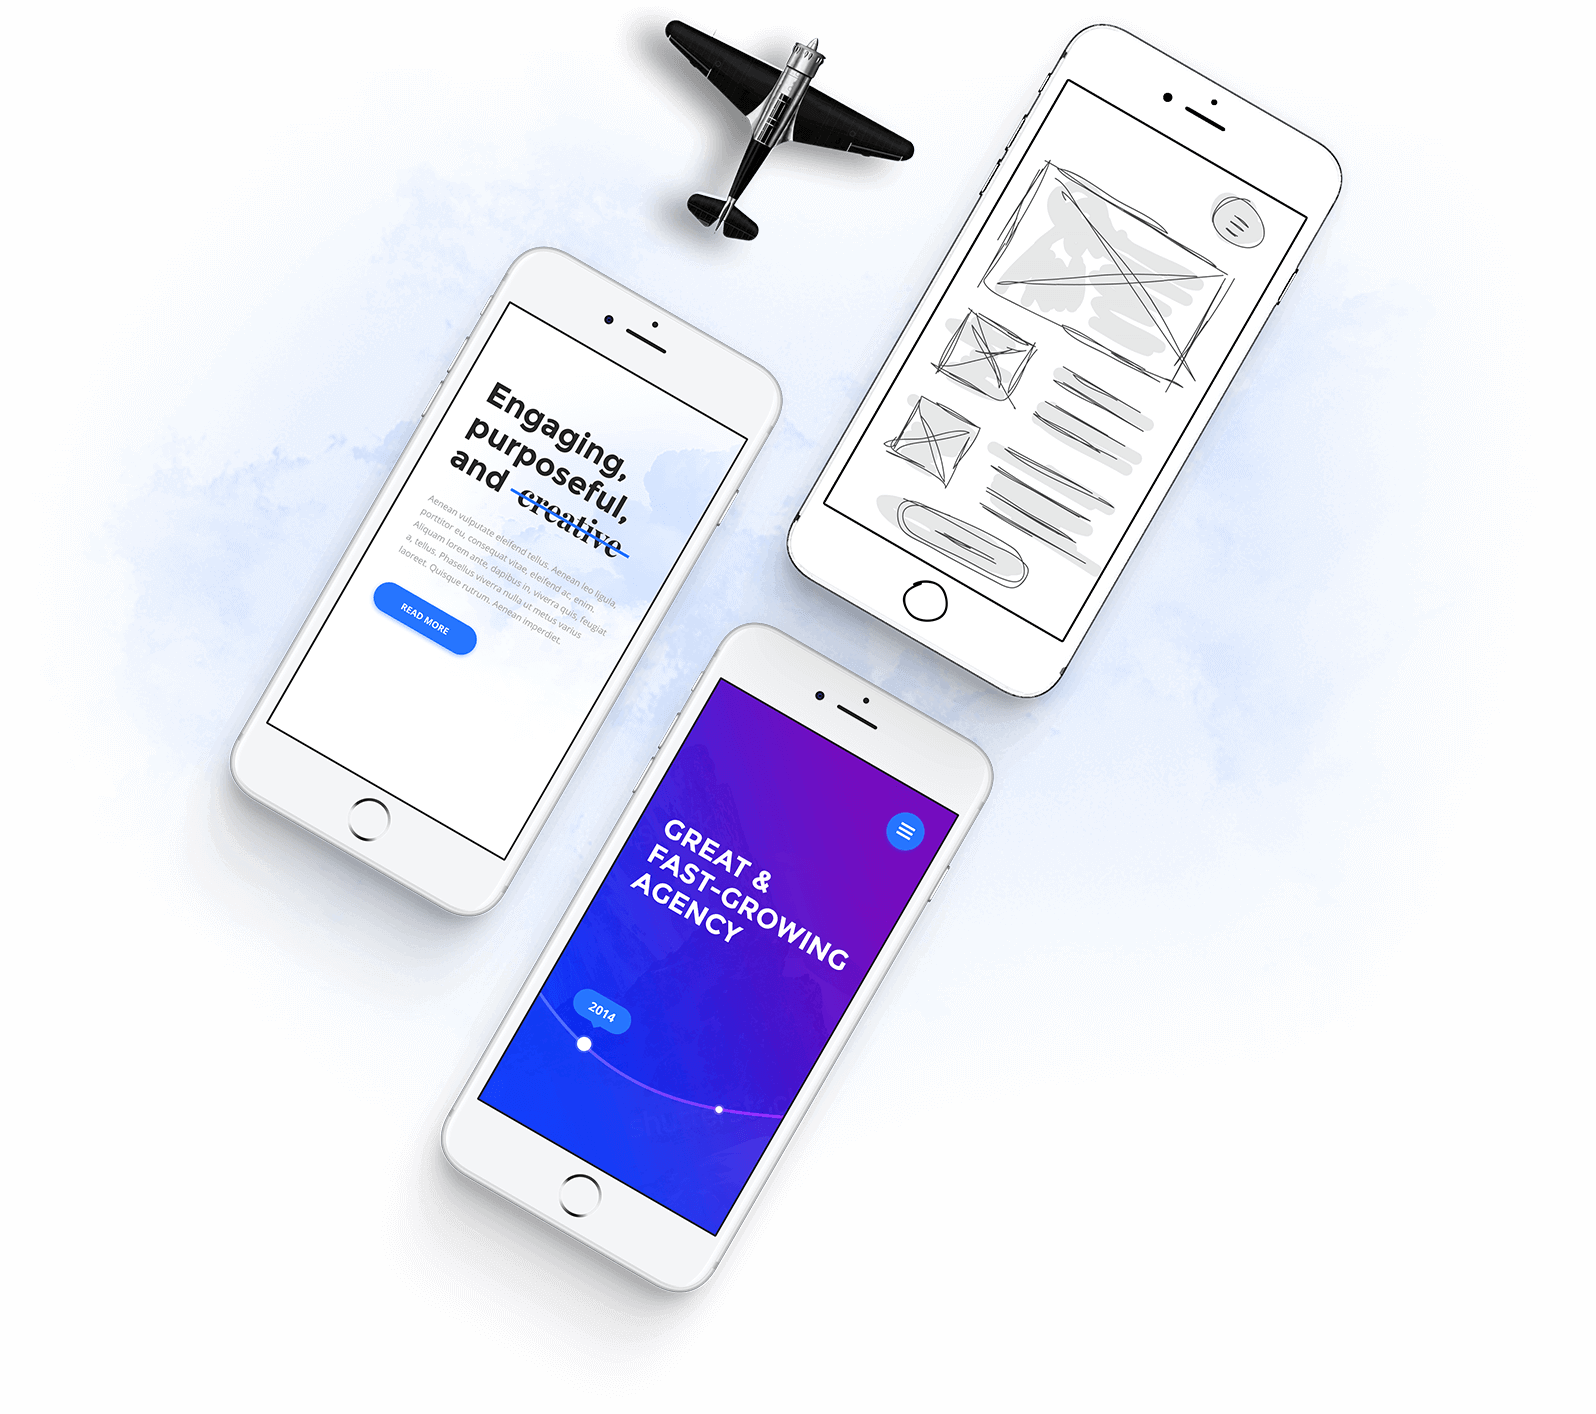 Engaging,
purposeful,
and creative
Aenean vulputate eleifend tellus. Aenean leo ligula,
porttitor eu, consequat vitae, eleifend ac, enim.
Aliquam lorem ante, dapibus in, viverra quis, feugiat
a, tellus. Phasellus viverra nulla ut metus varius
laoreet. Quisque rutrum. Aenean imperdiet.
READ MORE
GREAT &
FAST-GROWING
AGENCY
2014